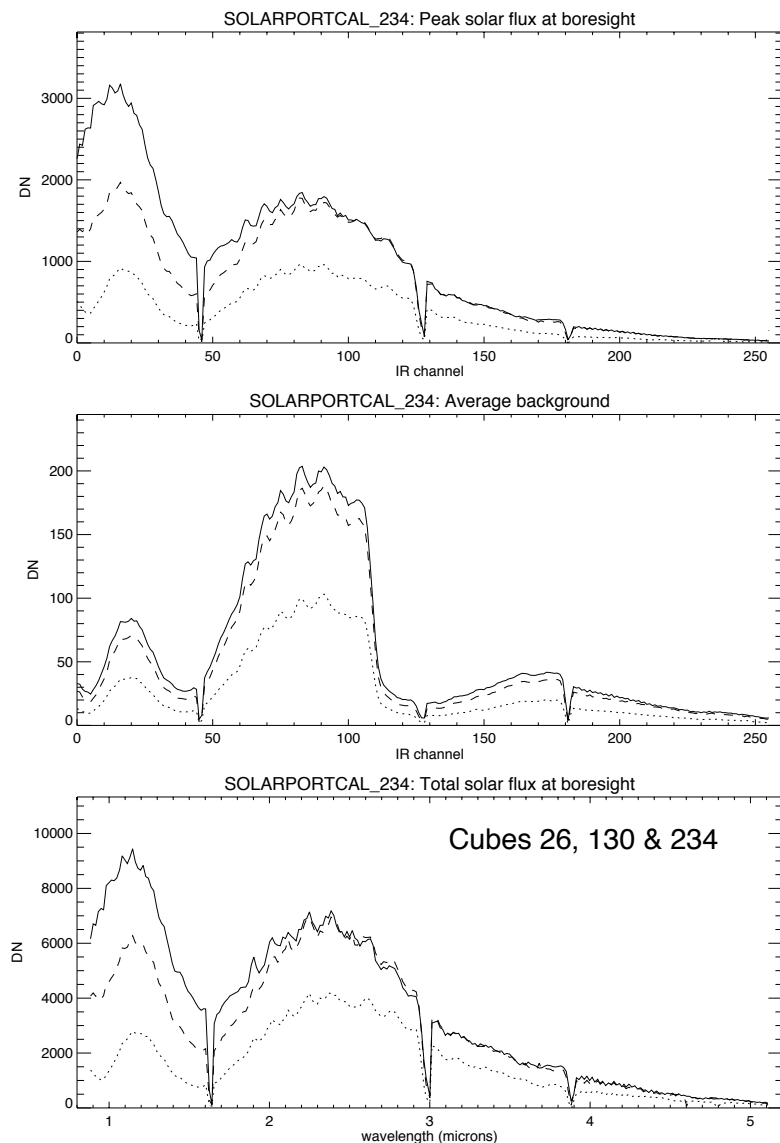 SOLARPORTCAL_234: Peak solar flux at boresight
3000
2000
1000
0
DN
0 50 100 150 200 250
IR channel
SOLARPORTCAL_234: Average background
200
150
100
50
0
DN
0 50 100 150 200 250
IR channel
SOLARPORTCAL_234: Total solar flux at boresight
Cubes 26, 130 & 234
10000
8000
6000
4000
2000
0
DN
1 2 3 4 5
wavelength (microns)